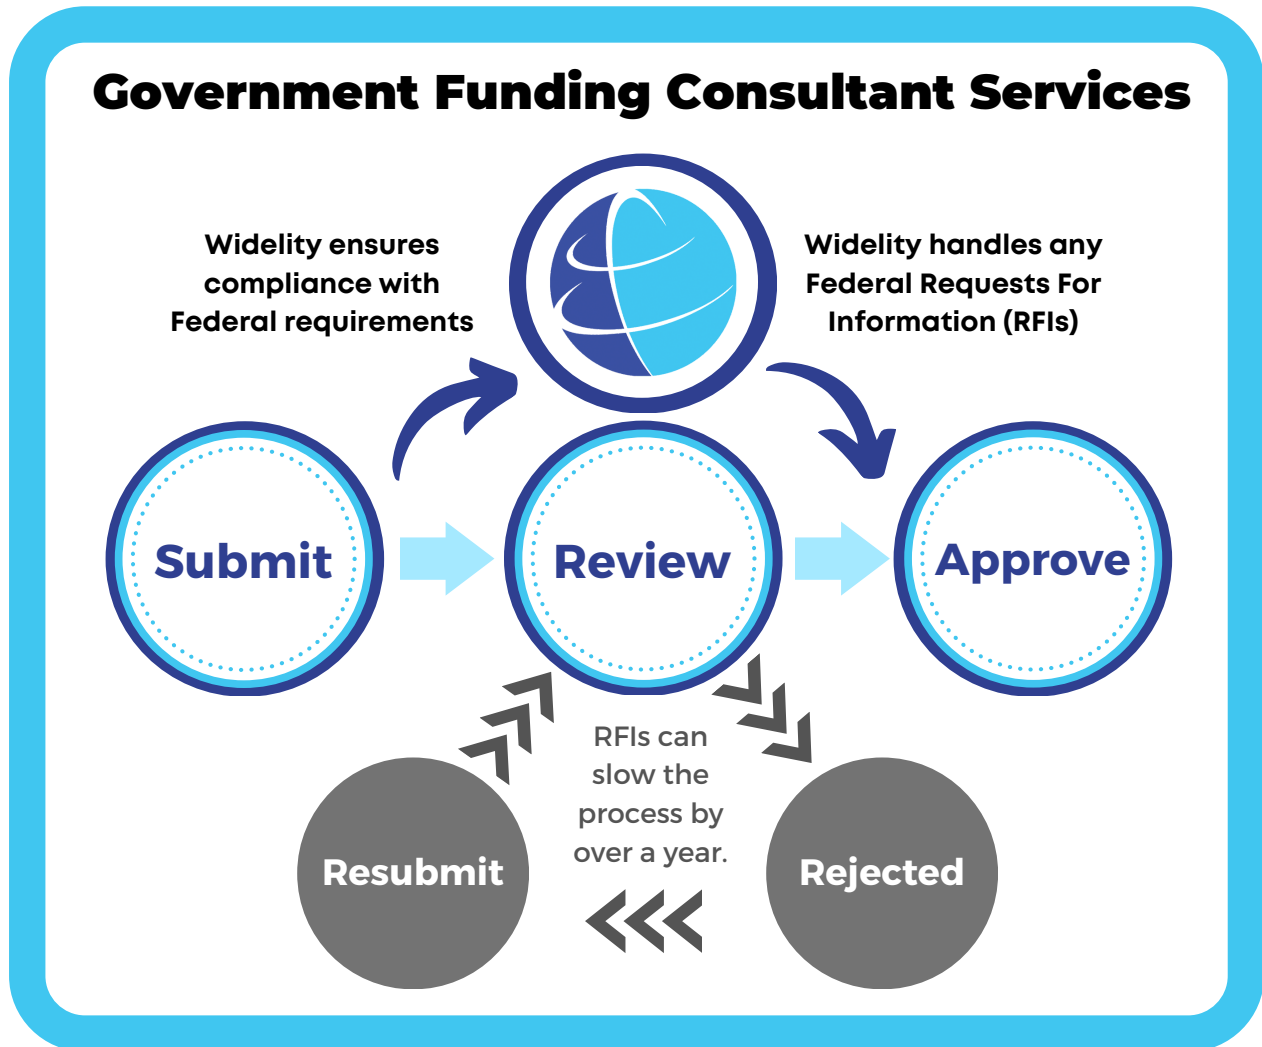 Government Funding Consultant Services
Widelity ensures
compliance with
Federal requirements
Widelity handles any
Federal Requests For
Information (RFIs)
Submit
Review
Approve
RFIs can
slow the
process by
over a year.
Resubmit
Rejected